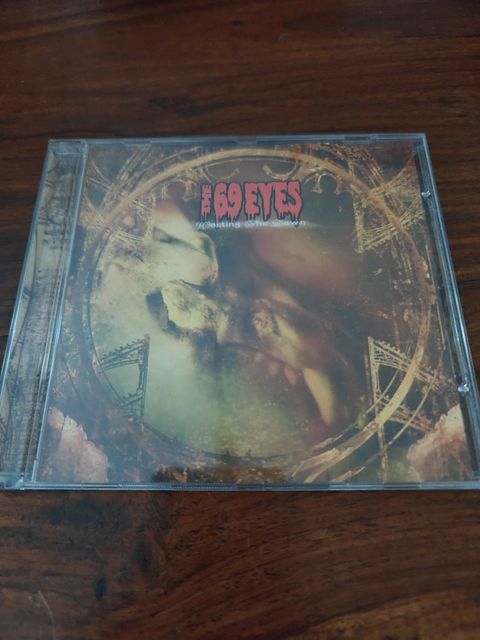 THE 69 EYES
Wasting The Dawn